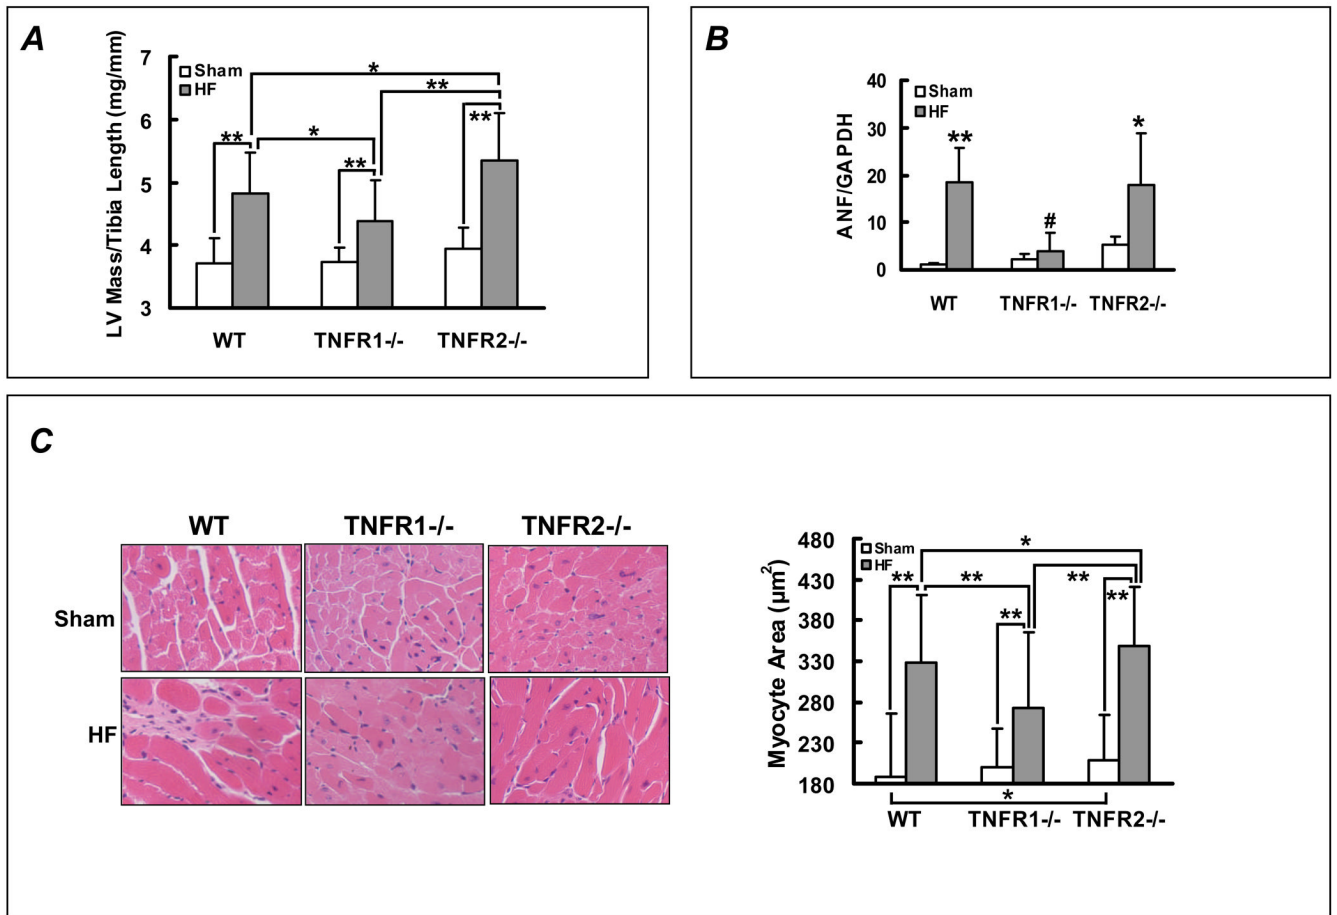 A
LV Mass/Tibia Length (mg/mm)
7
6
5
4
3
Sham
HF
**
*
**
*
**
**
WT
TNFR1-/-
TNFR2-/-
B
ANF/GAPDH
40
30
20
10
0
Sham
HF
**
#
*
WT
TNFR1-/-
TNFR2-/-
C
WT
TNFR1-/-
TNFR2-/-
Sham
HF
Myocyte Area (µm²)
480
430
380
330
280
230
180
Sham
HF
*
**
**
**
**
**
*
WT
TNFR1-/-
TNFR2-/-